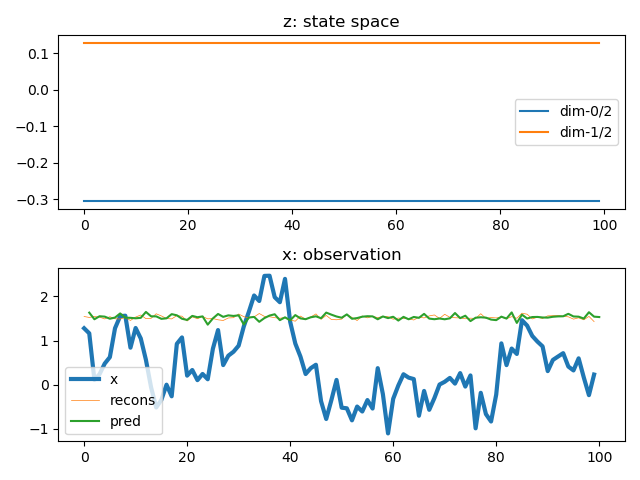 z: state space
0.1
0.0
−0.1
−0.2
−0.3
dim-0/2
dim-1/2
0 20 40 60 80 100
x: observation
2
1
0
−1
x
recons
pred
0 20 40 60 80 100